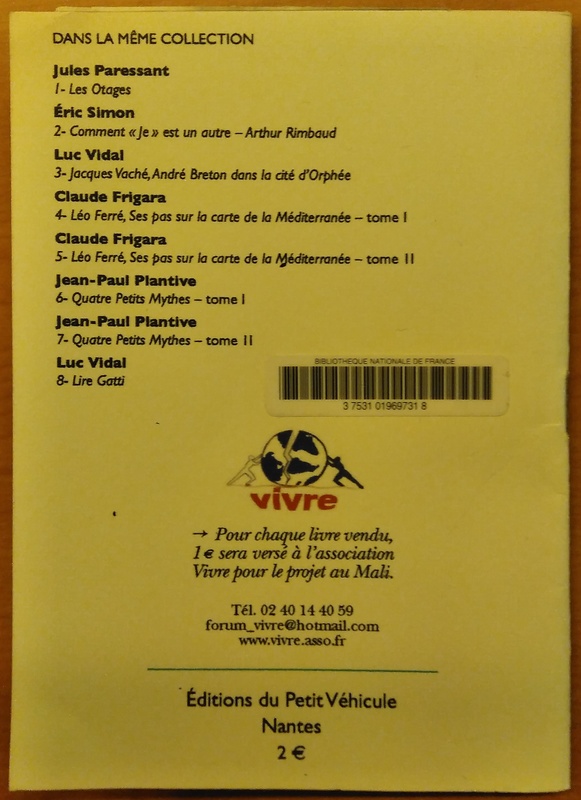 DANS LA MÊME COLLECTION
Jules Paressant
1- Les Otages
Éric Simon
2- Comment « Je » est un autre – Arthur Rimbaud
Luc Vidal
3- Jacques Vaché, André Breton dans la cité d'Orphée
Claude Frigara
4- Léo Ferré, Ses pas sur la carte de la Méditerranée – tome I
Claude Frigara
5- Léo Ferré, Ses pas sur la carte de la Méditerranée – tome II
Jean-Paul Plantive
6- Quatre Petits Mythes – tome I
Jean-Paul Plantive
7- Quatre Petits Mythes – tome II
Luc Vidal
8- Lire Gatti
BIBLIOTHEQUE NATIONALE DE FRANCE
3 7531 01969731 8
vivre
→ Pour chaque livre vendu,
1 € sera versé à l'association
Vivre pour le projet au Mali.
Tél. 02 40 14 40 59
forum_vivre@hotmail.com
www.vivre.asso.fr
Éditions du Petit Véhicule
Nantes
2 €